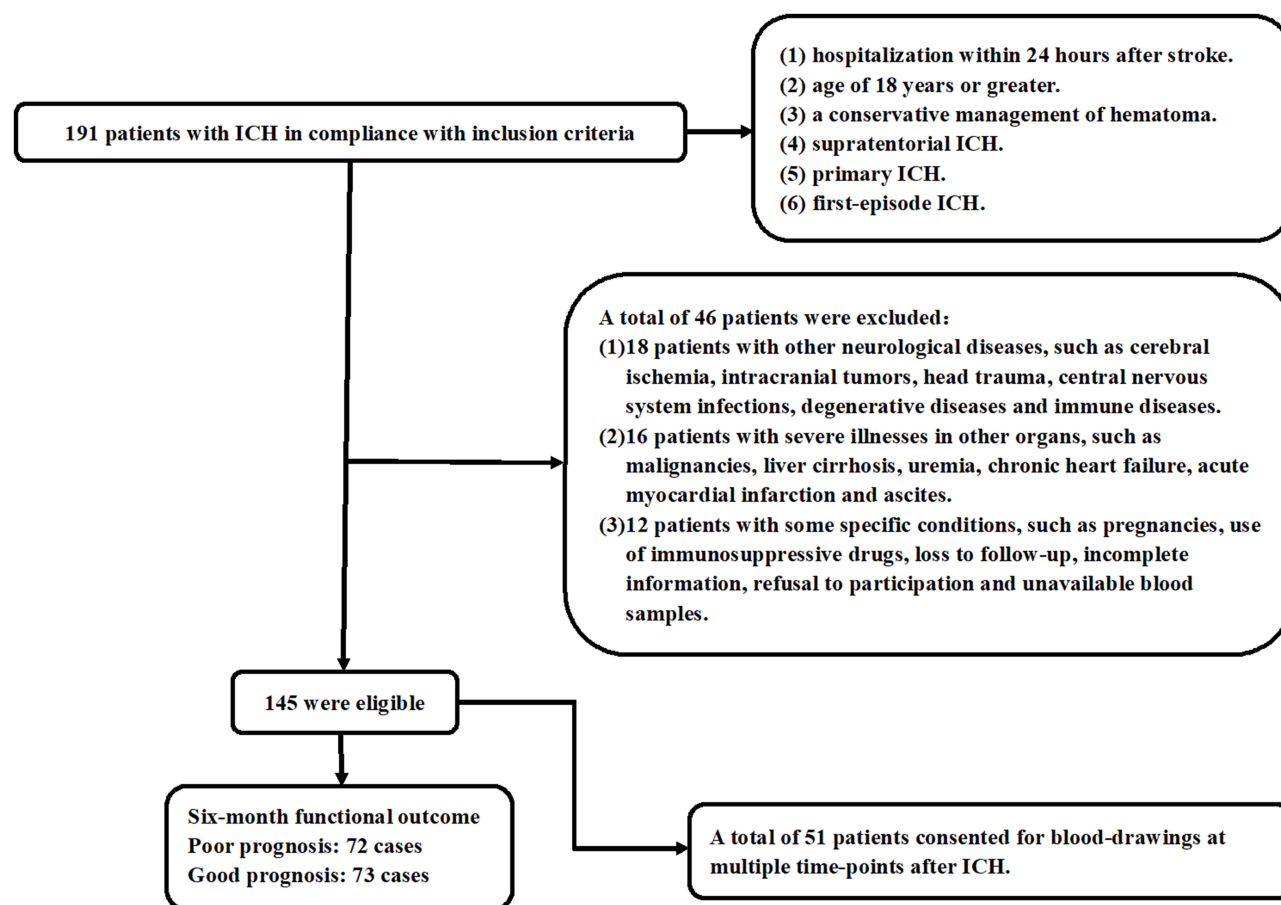 (1) hospitalization within 24 hours after stroke.
(2) age of 18 years or greater.
(3) a conservative management of hematoma.
(4) supratentorial ICH.
(5) primary ICH.
(6) first-episode ICH.
191 patients with ICH in compliance with inclusion criteria
A total of 46 patients were excluded:
(1)18 patients with other neurological diseases, such as cerebral
ischemia, intracranial tumors, head trauma, central nervous
system infections, degenerative diseases and immune diseases.
(2)16 patients with severe illnesses in other organs, such as
malignancies, liver cirrhosis, uremia, chronic heart failure, acute
myocardial infarction and ascites.
(3)12 patients with some specific conditions, such as pregnancies, use
of immunosuppressive drugs, loss to follow-up, incomplete
information, refusal to participation and unavailable blood
samples.
145 were eligible
Six-month functional outcome
Poor prognosis: 72 cases
Good prognosis: 73 cases
A total of 51 patients consented for blood-drawings at
multiple time-points after ICH.